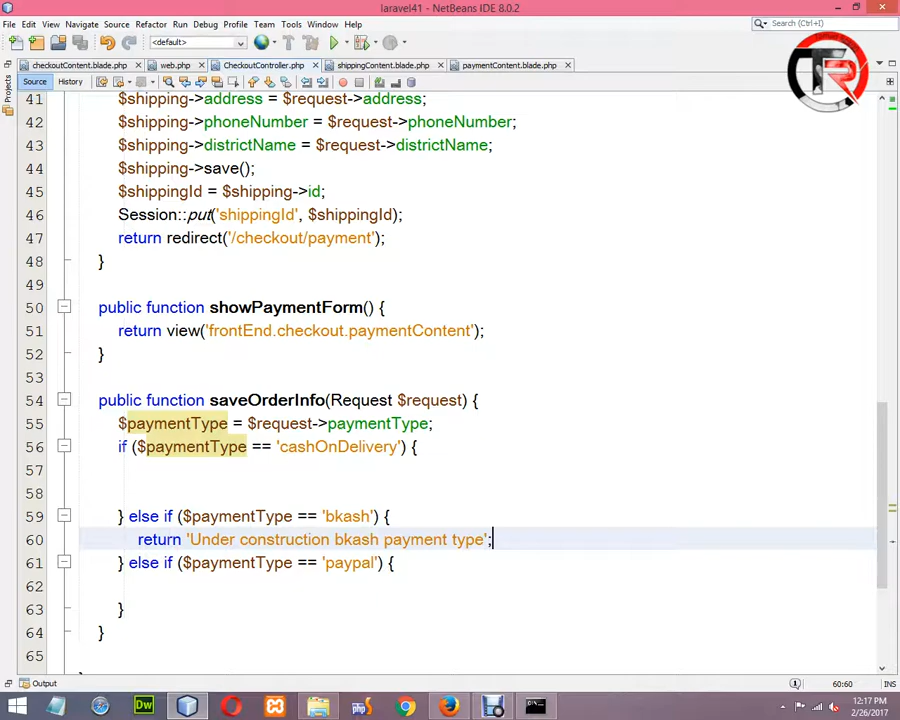 laravel41 - NetBeans IDE 8.0.2
File Edit View Navigate Source Refactor Run Debug Profile Team Tools Window Help
<default>
Search (Ctrl+I)
checkoutContent.blade.php web.php CheckoutController.php shippingContent.blade.php paymentContent.blade.php
Source History
Projects
TR
41 $shipping->address = $request->address;
42 $shipping->phoneNumber = $request->phoneNumber;
43 $shipping->districtName = $request->districtName;
44 $shipping->save();
45 $shippingId = $shipping->id;
46 Session::put('shippingId', $shippingId);
47 return redirect('/checkout/payment');
48 }
49
50 public function showPaymentForm() {
51 return view('frontEnd.checkout.paymentContent');
52 }
53
54 public function saveOrderInfo(Request $request) {
55 $paymentType = $request->paymentType;
56 if ($paymentType == 'cashOnDelivery') {
57
58
59 } else if ($paymentType == 'bkash') {
60 return 'Under construction bkash payment type';
61 } else if ($paymentType == 'paypal') {
62
63 }
64 }
65
Output
60:60 INS
Dw
12:17 PM
2/26/2017